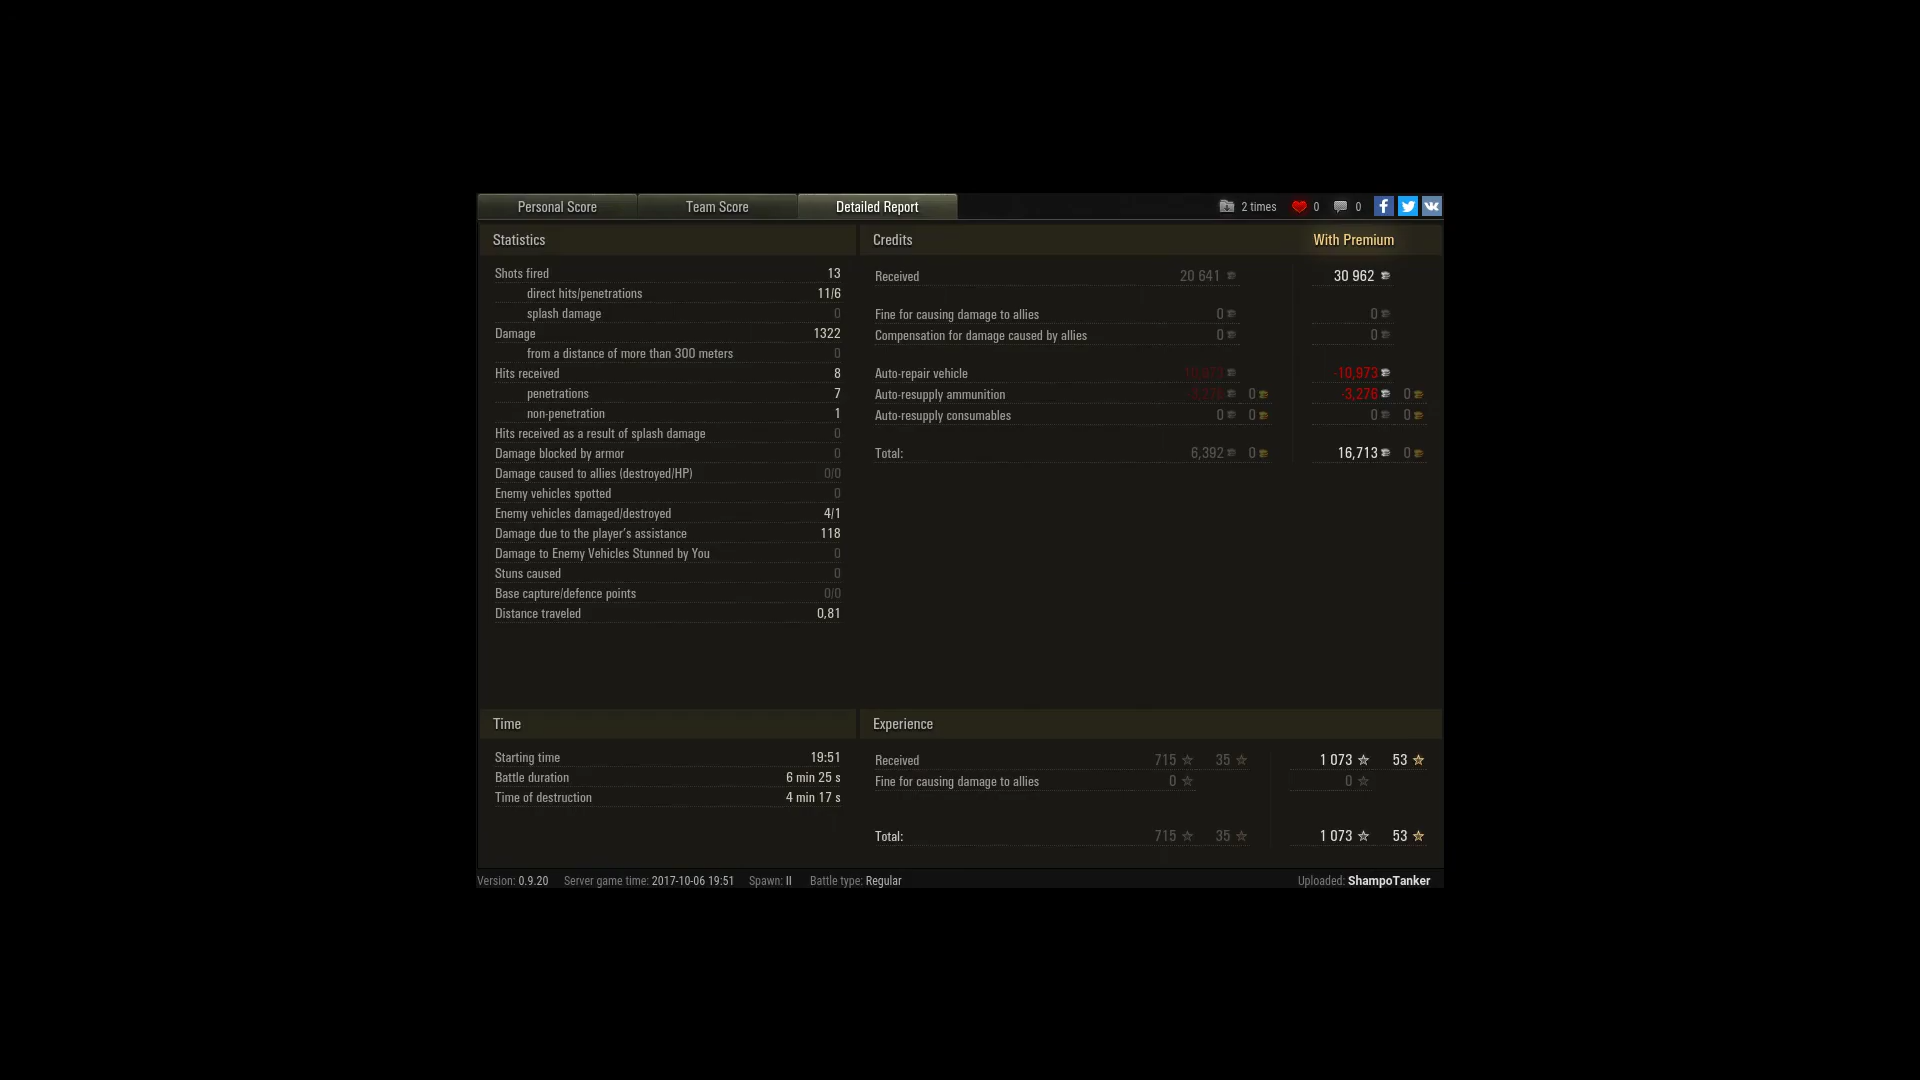 Personal Score Team Score Detailed Report 2 times 0 0
Statistics
Shots fired 13
direct hits/penetrations 11/6
splash damage 0
Damage 1322
from a distance of more than 300 meters 0
Hits received 8
penetrations 7
non-penetration 1
Hits received as a result of splash damage 0
Damage blocked by armor 0
Damage caused to allies (destroyed/HP) 0/0
Enemy vehicles spotted 0
Enemy vehicles damaged/destroyed 4/1
Damage due to the player's assistance 118
Damage to Enemy Vehicles Stunned by You 0
Stuns caused 0
Base capture/defence points 0/0
Distance traveled 0,81
Credits With Premium
Received 20 641 30 962
Fine for causing damage to allies 0 0
Compensation for damage caused by allies 0 0
Auto-repair vehicle -10,973 -10,973
Auto-resupply ammunition -3,276 0 -3,276 0
Auto-resupply consumables 0 0 0 0
Total: 6,392 0 16,713 0
Time
Starting time 19:51
Battle duration 6 min 25 s
Time of destruction 4 min 17 s
Experience
Received 715 35 1 073 53
Fine for causing damage to allies 0 0
Total: 715 35 1 073 53
Version: 0.9.20 Server game time: 2017-10-06 19:51 Spawn: II Battle type: Regular Uploaded: ShampoTanker